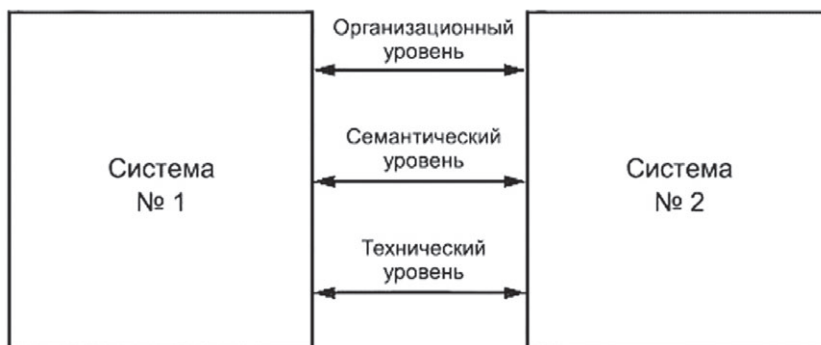 Организационный
уровень
Семантический
уровень
Система
№ 1
Система
№ 2
Технический
уровень